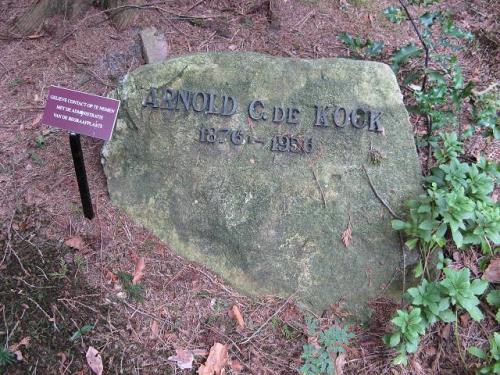 GELIEVE CONTACT OP TE NEMEN
MET DE ADMINISTRATIE
VAN DE BEGRAAFPLAATS
ARNOLD C. DE KOCK
1876 - 1956